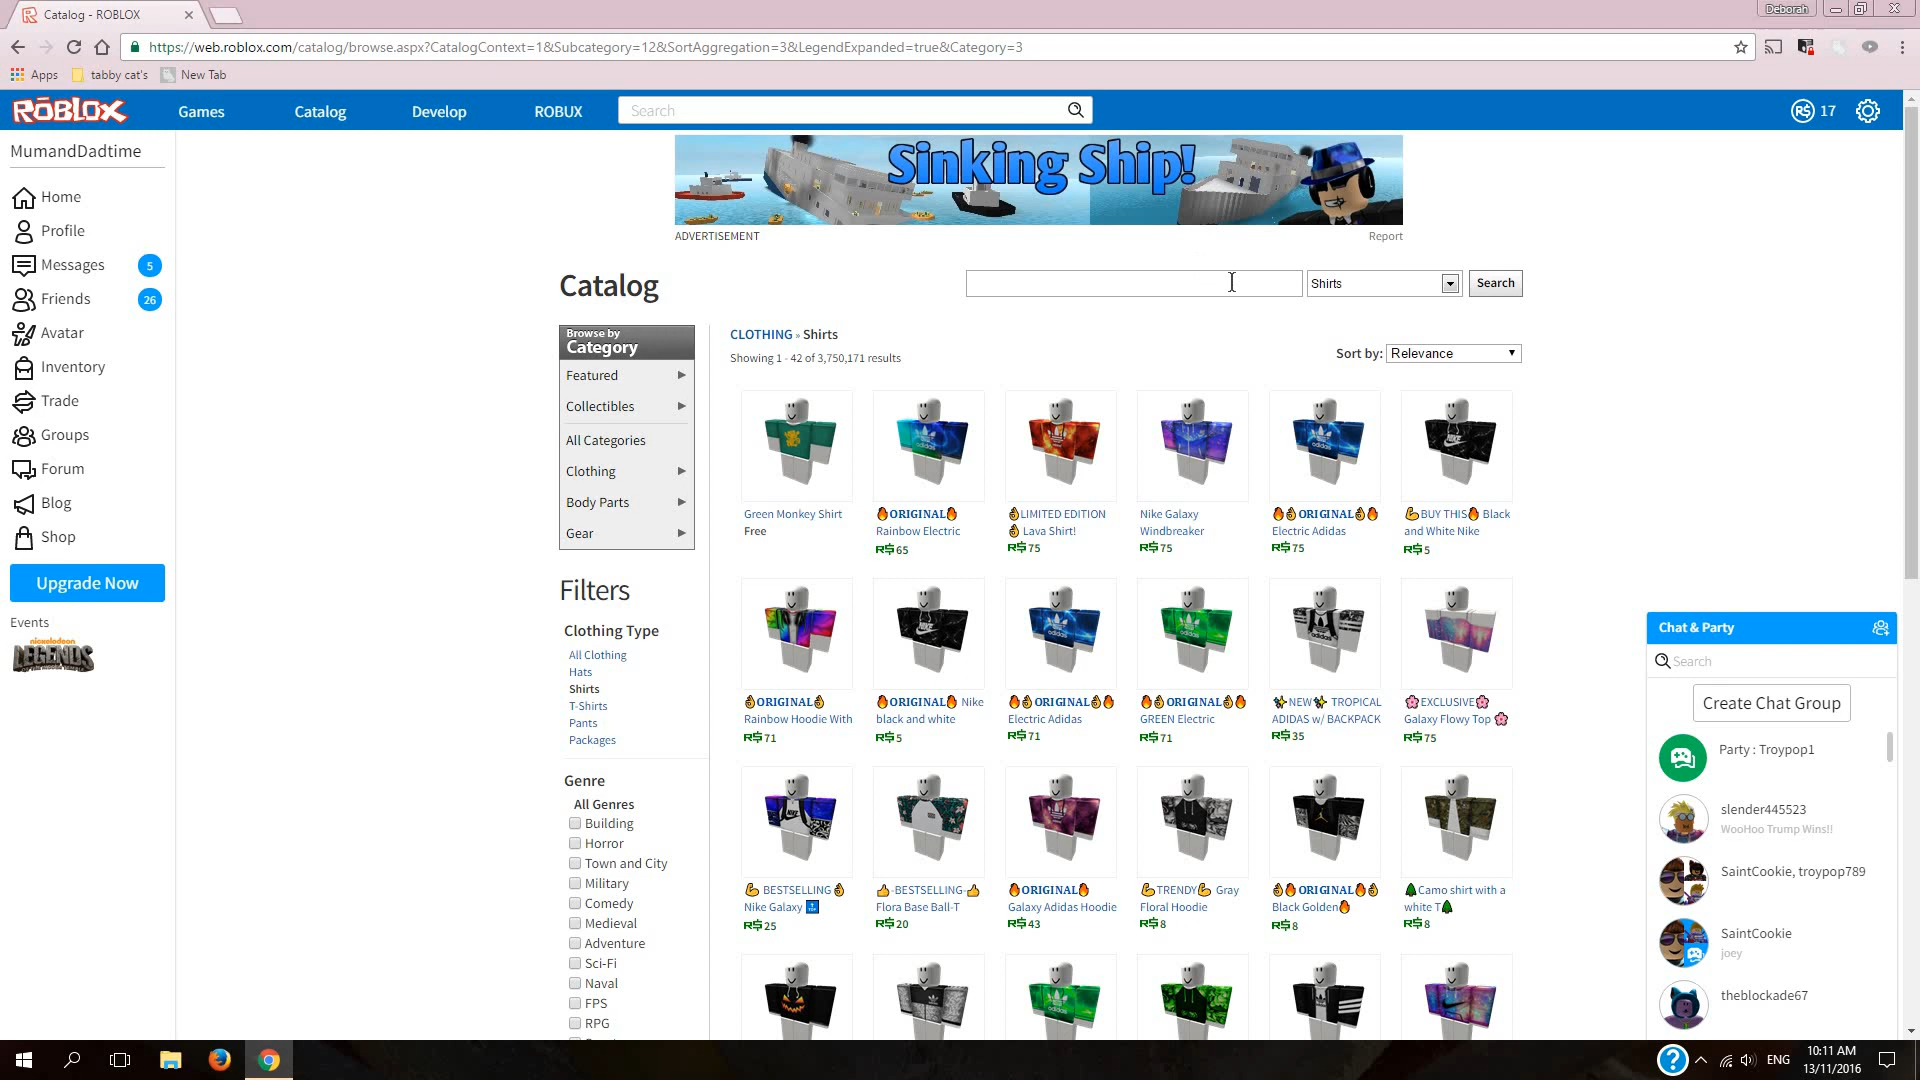 Catalog - ROBLOX
Deborah
https://web.roblox.com/catalog/browse.aspx?CatalogContext=1&Subcategory=12&SortAggregation=3&LegendExpanded=true&Category=3
Apps tabby cat's New Tab
ROBLOX Games Catalog Develop ROBUX Search R$ 17
MumandDadtime
Home
Profile
Messages 5
Friends 26
Avatar
Inventory
Trade
Groups
Forum
Blog
Shop
Upgrade Now
Events
nickelodeon
LEGENDS
Sinking Ship!
ADVERTISEMENT Report
Catalog
Shirts Search
Browse by
Category
Featured
Collectibles
All Categories
Clothing
Body Parts
Gear
Filters
Clothing Type
All Clothing
Hats
Shirts
T-Shirts
Pants
Packages
Genre
All Genres
Building
Horror
Town and City
Military
Comedy
Medieval
Adventure
Sci-Fi
Naval
FPS
RPG
CLOTHING » Shirts
Showing 1 - 42 of 3,750,171 results
Sort by: Relevance
Green Monkey Shirt
Free
🔥ORIGINAL🔥
Rainbow Electric
R$ 65
👌LIMITED EDITION
👌 Lava Shirt!
R$ 75
Nike Galaxy
Windbreaker
R$ 75
🔥👌ORIGINAL👌🔥
Electric Adidas
R$ 75
💪BUY THIS🔥 Black
and White Nike
R$ 5
👌ORIGINAL👌
Rainbow Hoodie With
R$ 71
🔥ORIGINAL🔥 Nike
black and white
R$ 5
🔥👌ORIGINAL👌🔥
Electric Adidas
R$ 71
🔥👌ORIGINAL👌🔥
GREEN Electric
R$ 71
✨NEW✨ TROPICAL
ADIDAS w/ BACKPACK
R$ 35
🌸EXCLUSIVE🌸
Galaxy Flowy Top 🌸
R$ 75
💪 BESTSELLING 👌
Nike Galaxy 🔝
R$ 25
👍-BESTSELLING-👍
Flora Base Ball-T
R$ 20
🔥ORIGINAL🔥
Galaxy Adidas Hoodie
R$ 43
💪TRENDY💪 Gray
Floral Hoodie
R$ 8
👌🔥 ORIGINAL🔥👌
Black Golden🔥
R$ 8
🌲Camo shirt with a
white T🌲
R$ 8
Chat & Party
Search
Create Chat Group
Party : Troypop1
slender445523
WooHoo Trump Wins!!
SaintCookie, troypop789
SaintCookie
joey
theblockade67
ENG
10:11 AM
13/11/2016